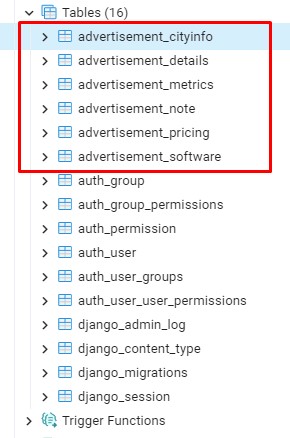 Tables (16)
advertisement_cityinfo
advertisement_details
advertisement_metrics
advertisement_note
advertisement_pricing
advertisement_software
auth_group
auth_group_permissions
auth_permission
auth_user
auth_user_groups
auth_user_user_permissions
django_admin_log
django_content_type
django_migrations
django_session
Trigger Functions